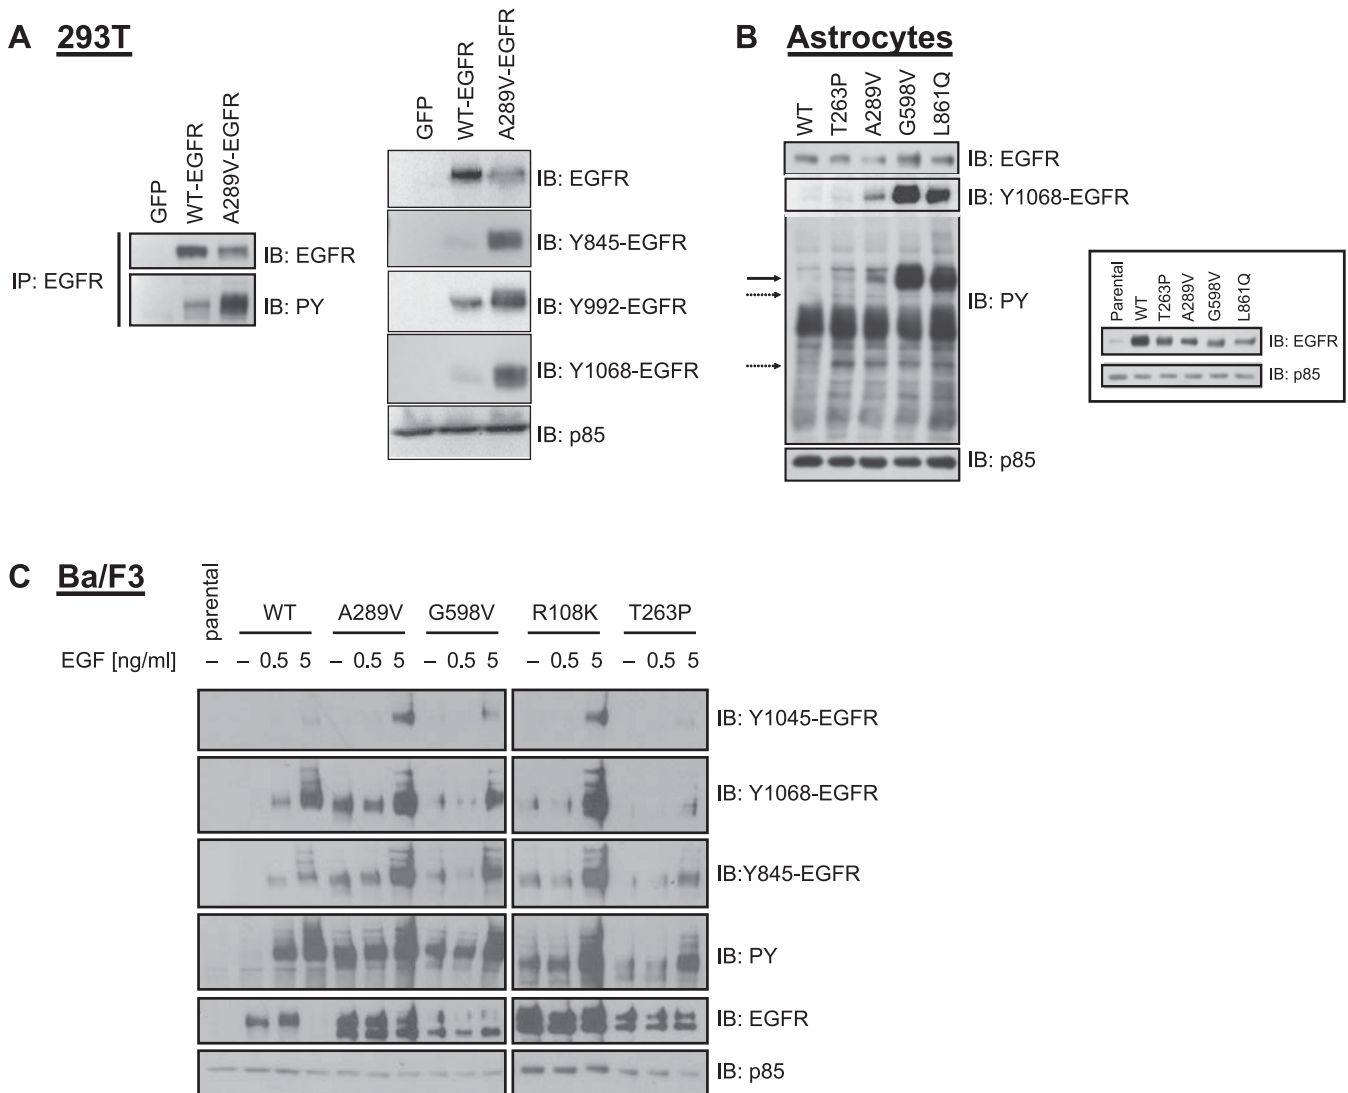 A 293T
GFP
WT-EGFR
A289V-EGFR
IP: EGFR
IB: EGFR
IB: PY
GFP
WT-EGFR
A289V-EGFR
IB: EGFR
IB: Y845-EGFR
IB: Y992-EGFR
IB: Y1068-EGFR
IB: p85
B Astrocytes
WT
T263P
A289V
G598V
L861Q
IB: EGFR
IB: Y1068-EGFR
IB: PY
IB: p85
Parental
WT
T263P
A289V
G598V
L861Q
IB: EGFR
IB: p85
C Ba/F3
parental
WT A289V G598V R108K T263P
EGF [ng/ml] – – 0.5 5 – 0.5 5 – 0.5 5 – 0.5 5 – 0.5 5
IB: Y1045-EGFR
IB: Y1068-EGFR
IB:Y845-EGFR
IB: PY
IB: EGFR
IB: p85